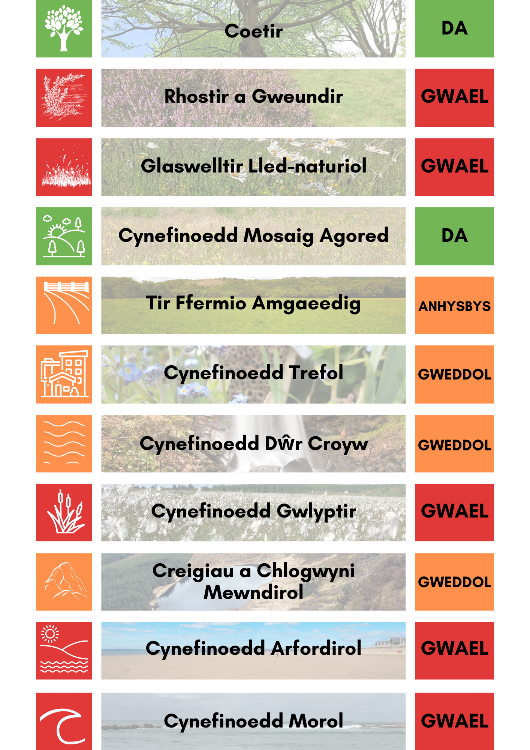 Coetir DA
Rhostir a Gweundir GWAEL
Glaswelltir Lled-naturiol GWAEL
Cynefinoedd Mosaig Agored DA
Tir Ffermio Amgaeedig ANHYSBYS
Cynefinoedd Trefol GWEDDOL
Cynefinoedd Dŵr Croyw GWEDDOL
Cynefinoedd Gwlyptir GWAEL
Creigiau a Chlogwyni
Mewndirol GWEDDOL
Cynefinoedd Arfordirol GWAEL
Cynefinoedd Morol GWAEL